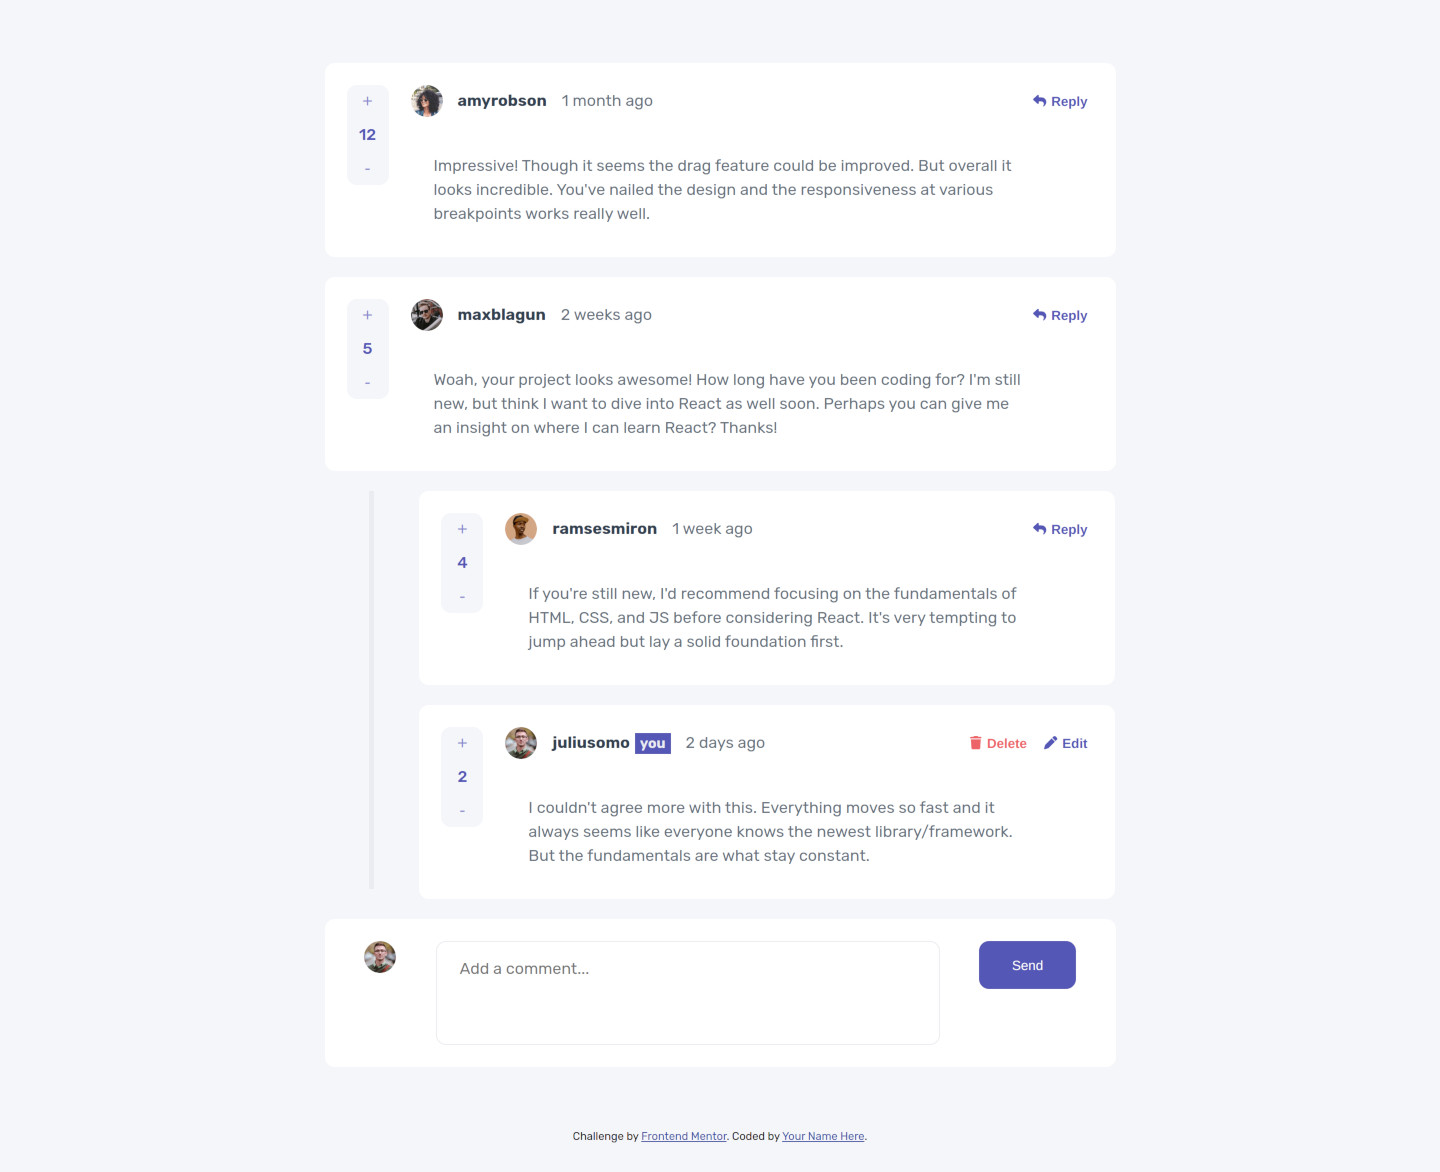 +
amyrobson 1 month ago Reply
12
-
Impressive! Though it seems the drag feature could be improved. But overall it
looks incredible. You've nailed the design and the responsiveness at various
breakpoints works really well.
+
maxblagun 2 weeks ago Reply
5
-
Woah, your project looks awesome! How long have you been coding for? I'm still
new, but think I want to dive into React as well soon. Perhaps you can give me
an insight on where I can learn React? Thanks!
+
ramsesmiron 1 week ago Reply
4
-
If you're still new, I'd recommend focusing on the fundamentals of
HTML, CSS, and JS before considering React. It's very tempting to
jump ahead but lay a solid foundation first.
+
juliusomo you 2 days ago Delete Edit
2
-
I couldn't agree more with this. Everything moves so fast and it
always seems like everyone knows the newest library/framework.
But the fundamentals are what stay constant.
Add a comment...
Send
Challenge by Frontend Mentor. Coded by Your Name Here.